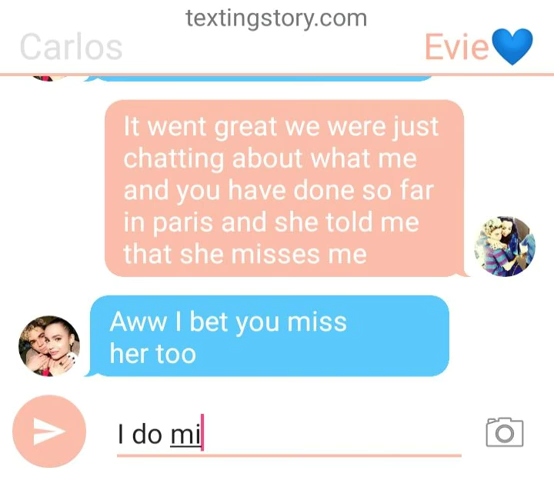 textingstory.com
Carlos
Evie💙
It went great we were just
chatting about what me
and you have done so far
in paris and she told me
that she misses me
Aww I bet you miss
her too
I do mi